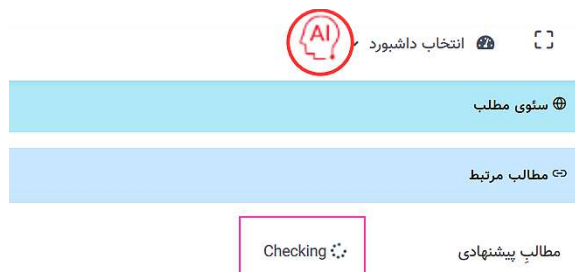 انتخاب داشبورد AI
سئوی مطلب
مطالب مرتبط
مطالبِ پیشنهادی Checking